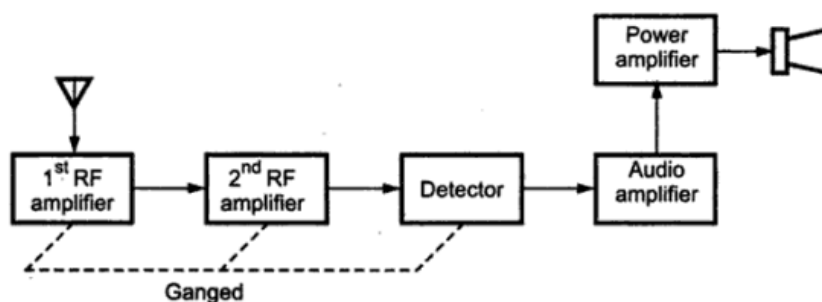 Power
amplifier
1st RF
amplifier
2nd RF
amplifier
Detector
Audio
amplifier
Ganged